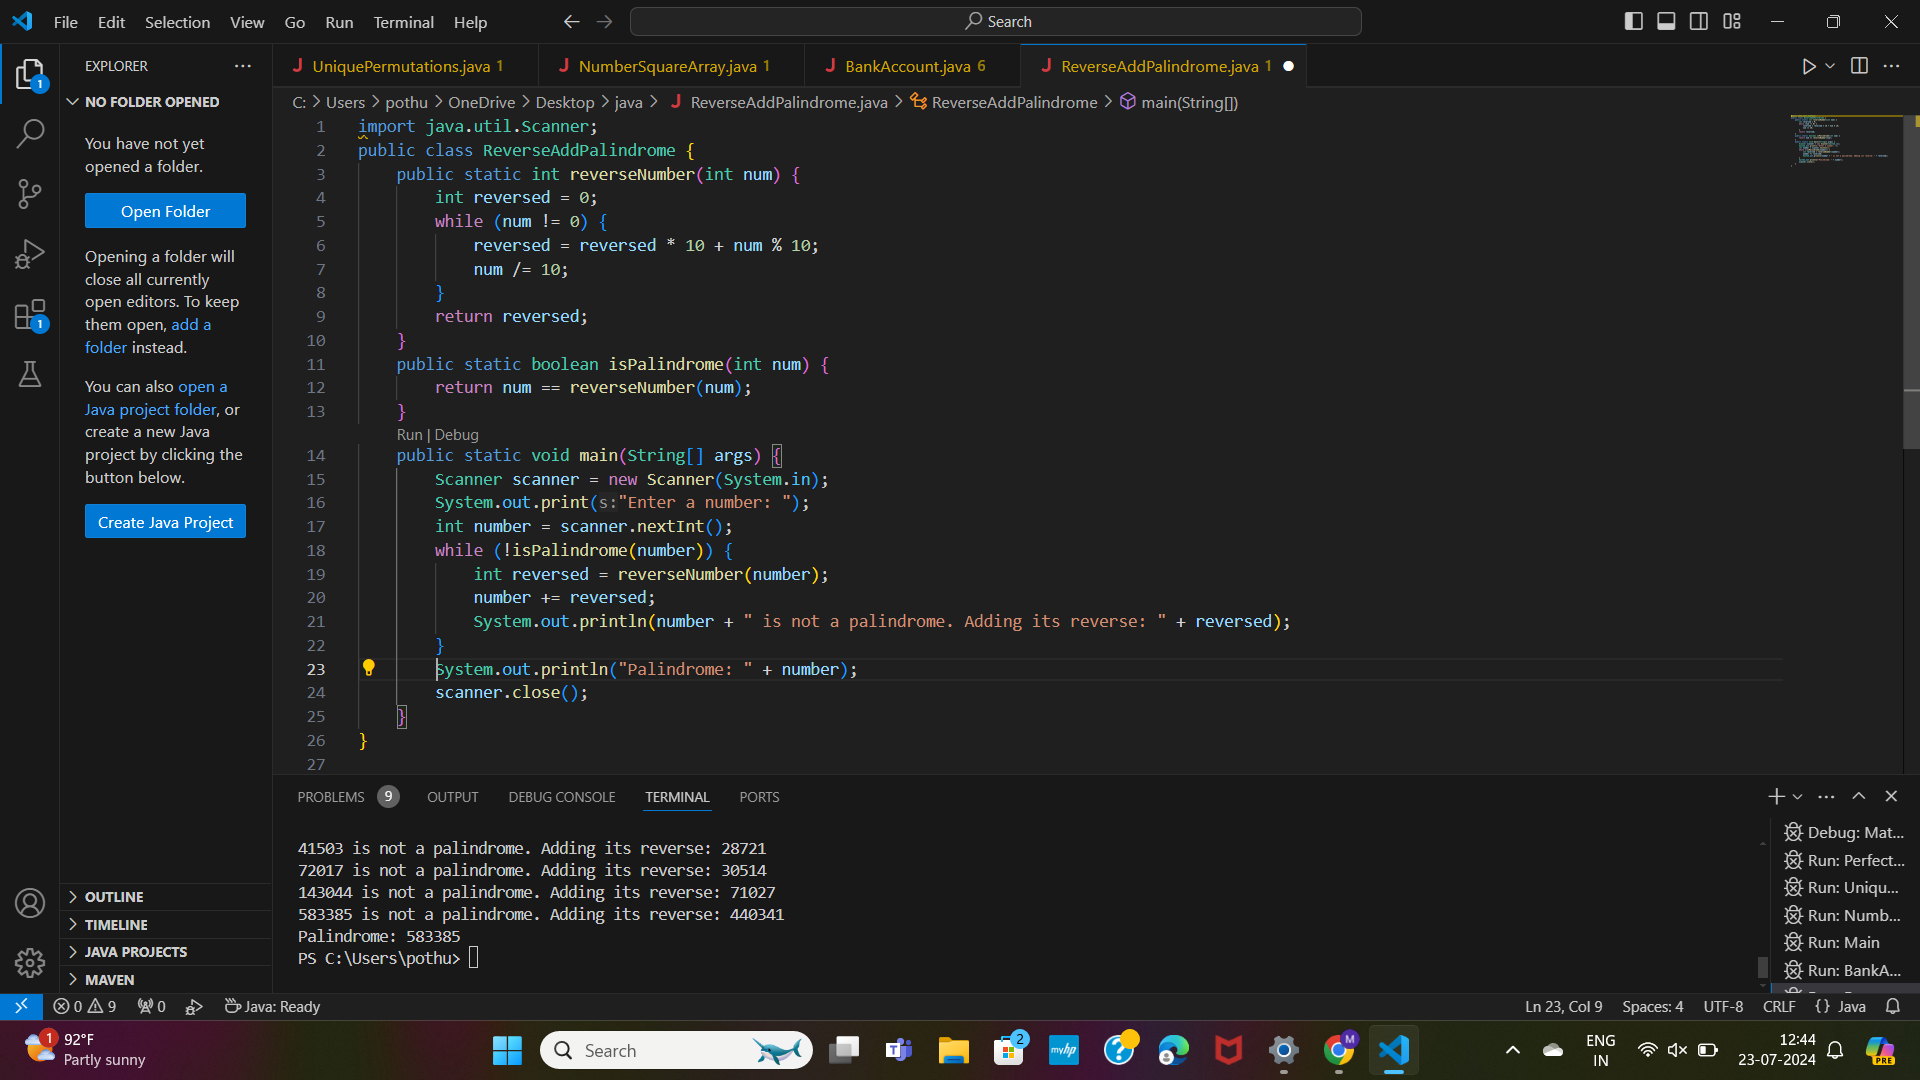 File Edit Selection View Go Run Terminal Help
Search
EXPLORER
NO FOLDER OPENED
You have not yet
opened a folder.
Open Folder
Opening a folder will
close all currently
open editors. To keep
them open, add a
folder instead.
You can also open a
Java project folder, or
create a new Java
project by clicking the
button below.
Create Java Project
OUTLINE
TIMELINE
JAVA PROJECTS
MAVEN
1
1
UniquePermutations.java 1
NumberSquareArray.java 1
BankAccount.java 6
ReverseAddPalindrome.java 1
C: > Users > pothu > OneDrive > Desktop > java > ReverseAddPalindrome.java > ReverseAddPalindrome > main(String[])
1 import java.util.Scanner;
2 public class ReverseAddPalindrome {
3 public static int reverseNumber(int num) {
4 int reversed = 0;
5 while (num != 0) {
6 reversed = reversed * 10 + num % 10;
7 num /= 10;
8 }
9 return reversed;
10 }
11 public static boolean isPalindrome(int num) {
12 return num == reverseNumber(num);
13 }
Run | Debug
14 public static void main(String[] args) {
15 Scanner scanner = new Scanner(System.in);
16 System.out.print(s:"Enter a number: ");
17 int number = scanner.nextInt();
18 while (!isPalindrome(number)) {
19 int reversed = reverseNumber(number);
20 number += reversed;
21 System.out.println(number + " is not a palindrome. Adding its reverse: " + reversed);
22 }
23 System.out.println("Palindrome: " + number);
24 scanner.close();
25 }
26 }
27
PROBLEMS 9 OUTPUT DEBUG CONSOLE TERMINAL PORTS
41503 is not a palindrome. Adding its reverse: 28721
72017 is not a palindrome. Adding its reverse: 30514
143044 is not a palindrome. Adding its reverse: 71027
583385 is not a palindrome. Adding its reverse: 440341
Palindrome: 583385
PS C:\Users\pothu>
Debug: Mat...
Run: Perfect...
Run: Uniqu...
Run: Numb...
Run: Main
Run: BankA...
0 9 0 Java: Ready
Ln 23, Col 9 Spaces: 4 UTF-8 CRLF {} Java
1
92°F
Partly sunny
Search
2
myhp
M
ENG
IN
12:44
23-07-2024
PRE